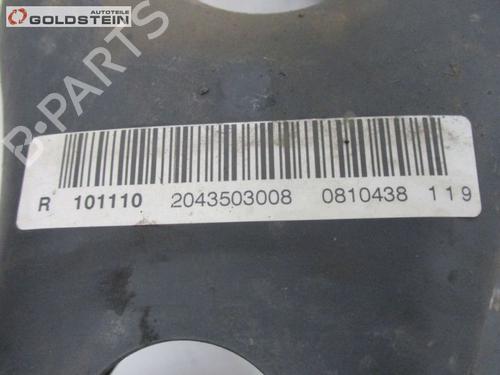 AUTOTEILE
GOLDSTEIN
B-PARTS
R 101110 2043503008 0810438 119